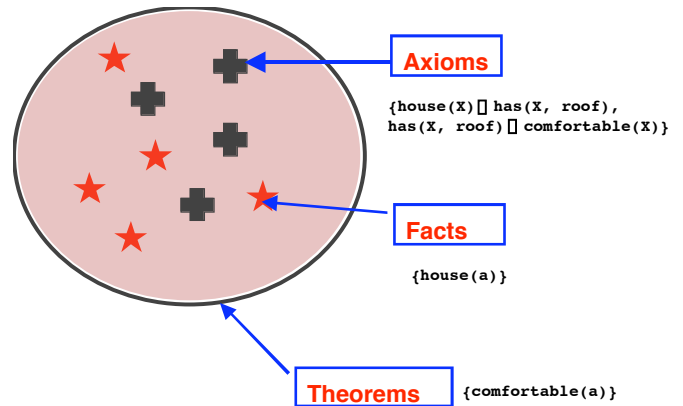 Axioms
{house(X)▯ has(X, roof),
has(X, roof)▯ comfortable(X)}
Facts
{house(a)}
Theorems
{comfortable(a)}